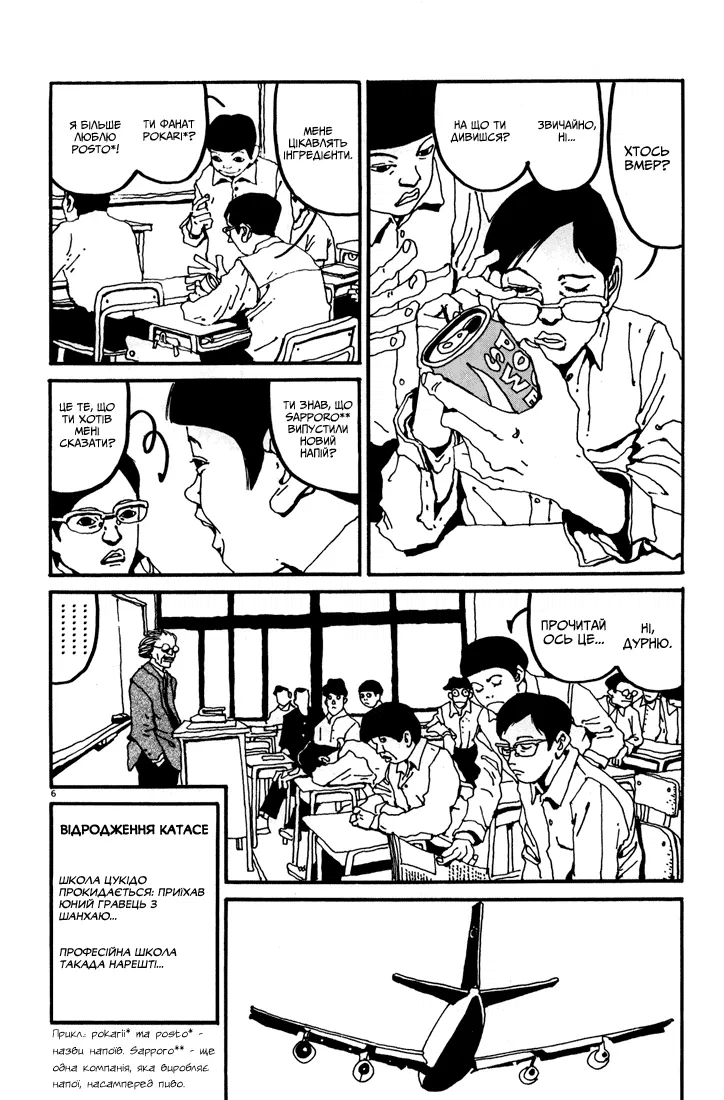 ХТОСЬ
ВМЕР?
ЗВИЧАЙНО,
НІ...
НА ЩО ТИ
ДИВИШСЯ?
PO
SWE
МЕНЕ
ЦІКАВЛЯТЬ
ІНГРЕДІЄНТИ.
ТИ ФАНАТ
POKARI*?
Я БІЛЬШЕ
ЛЮБЛЮ
POSTO*!
ТИ ЗНАВ, ЩО
SAPPORO**
ВИПУСТИЛИ
НОВИЙ
НАПІЙ?
ЦЕ ТЕ, ЩО
ТИ ХОТІВ
МЕНІ
СКАЗАТИ?
НІ,
ДУРНЮ.
ПРОЧИТАЙ
ОСЬ ЦЕ...
6
ВІДРОДЖЕННЯ КАТАСЕ
ШКОЛА ЦУКІДО
ПРОКИДАЄТЬСЯ: ПРИЇХАВ
ЮНИЙ ГРАВЕЦЬ З
ШАНХАЮ...
ПРОФЕСІЙНА ШКОЛА
ТАКАДА НАРЕШТІ...
Прикл.: pokarii* та posto* -
назви напоїв. Sapporo** - ще
одна компанія, яка виробляє
напої, насамперед пиво.